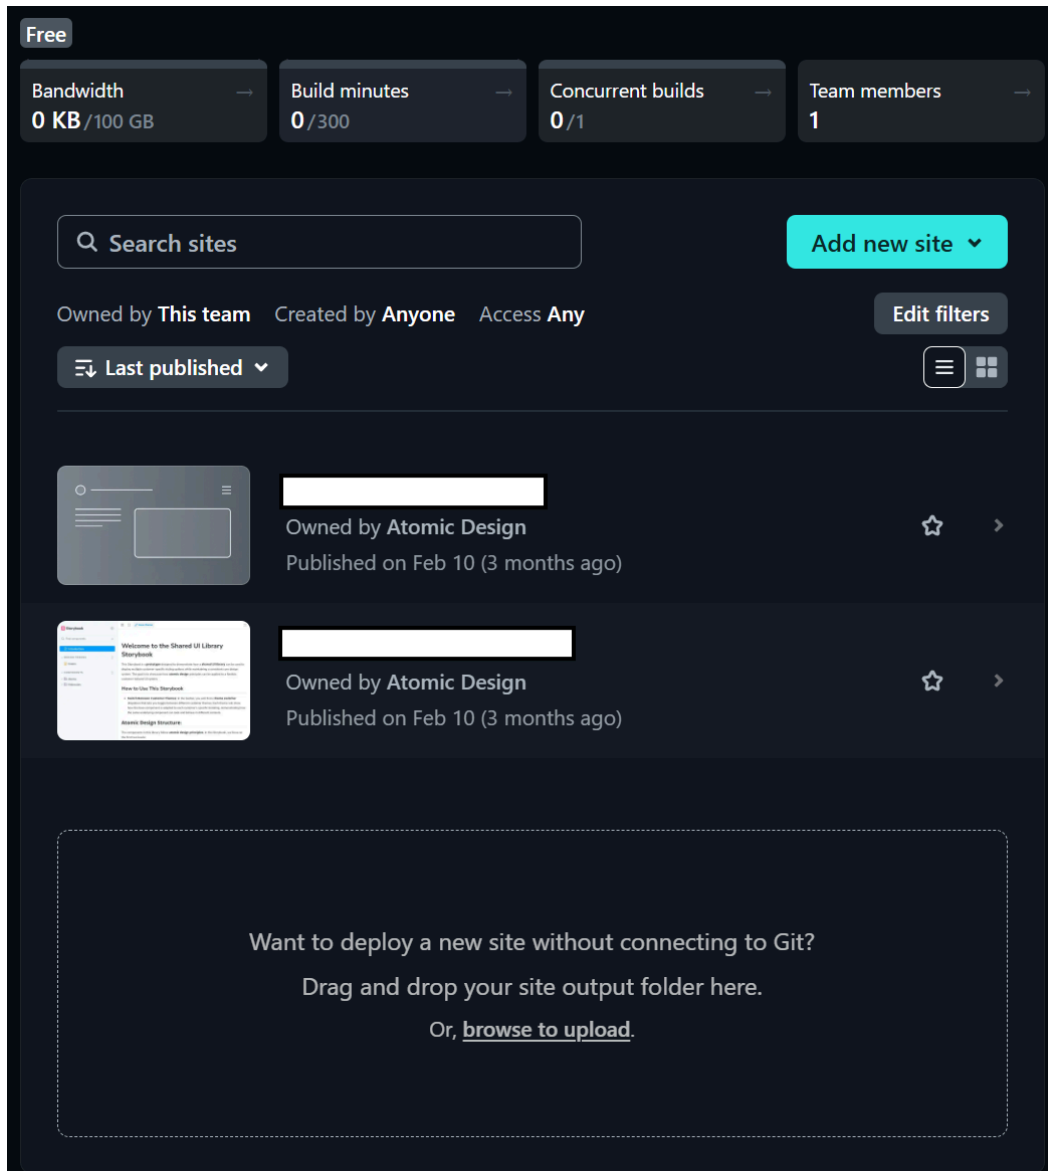 Free
Bandwidth →
0 KB /100 GB
Build minutes →
0 /300
Concurrent builds →
0 /1
Team members →
1
Search sites
Add new site
Owned by This team Created by Anyone Access Any
Edit filters
Last published
Owned by Atomic Design
Published on Feb 10 (3 months ago)
Storybook
Welcome to the Shared UI Library
Storybook
How to Use This Storybook
Atomic Design Structure:
Owned by Atomic Design
Published on Feb 10 (3 months ago)
Want to deploy a new site without connecting to Git?
Drag and drop your site output folder here.
Or, browse to upload.